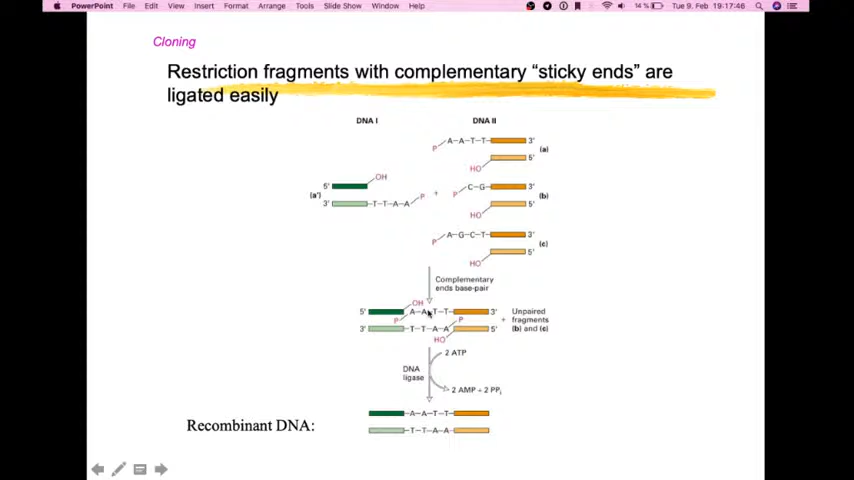 PowerPoint File Edit View Insert Format Arrange Tools Slide Show Window Help 14 % Tue 9. Feb 19:17:46
Cloning
Restriction fragments with complementary “sticky ends” are
ligated easily
DNA I DNA II
P A-A-T-T 3'
(a)
HO 5'
5' OH P C-G 3'
(a') + (b)
3' T-T-A-A P HO 5'
P A-G-C-T 3'
(c)
HO 5'
Complementary
ends base-pair
5' OH A-A-T-T 3' Unpaired
P P + fragments
3' T-T-A-A 5' (b) and (c)
HO
2 ATP
DNA
ligase
2 AMP + 2 PPi
A-A-T-T
Recombinant DNA:
T-T-A-A